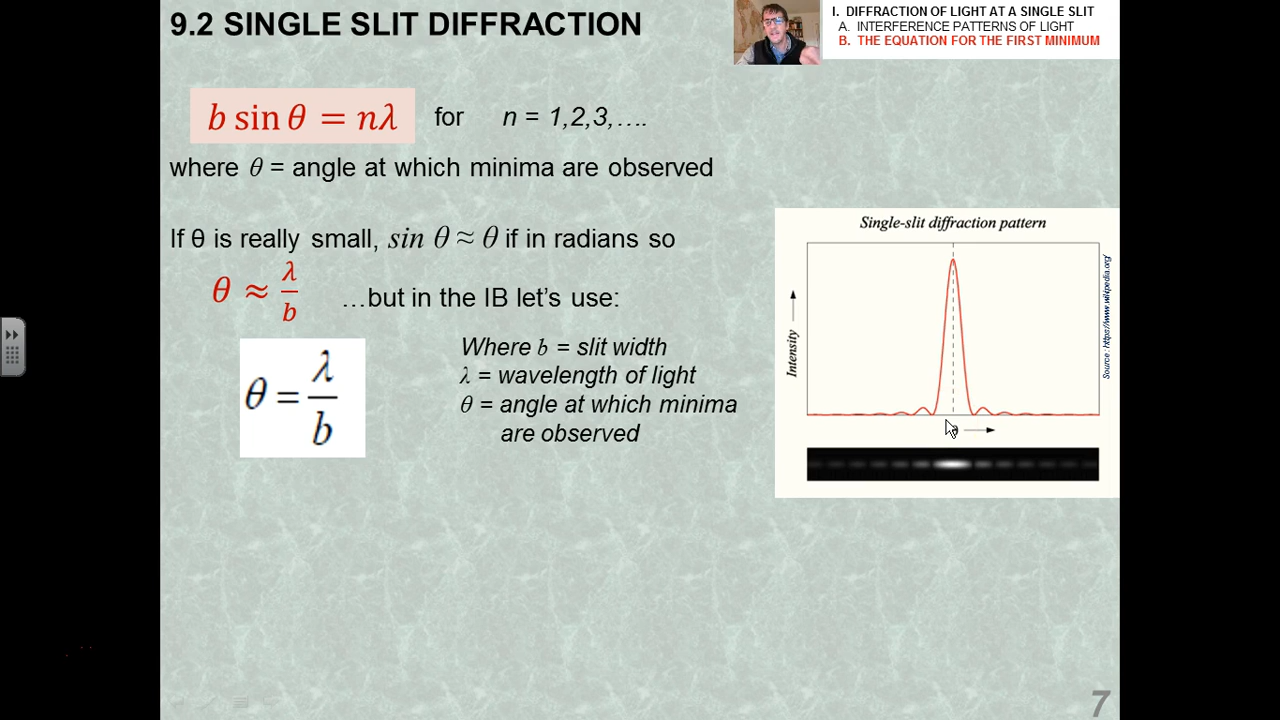 9.2 SINGLE SLIT DIFFRACTION
I. DIFFRACTION OF LIGHT AT A SINGLE SLIT
A. INTERFERENCE PATTERNS OF LIGHT
B. THE EQUATION FOR THE FIRST MINIMUM
b sin θ = nλ for n = 1,2,3,….
where θ = angle at which minima are observed
If θ is really small, sin θ ≈ θ if in radians so
θ ≈ λ/b …but in the IB let's use:
θ = λ/b
Where b = slit width
λ = wavelength of light
θ = angle at which minima
are observed
Single-slit diffraction pattern
Intensity
Source: https://www.wikipedia.org/
7